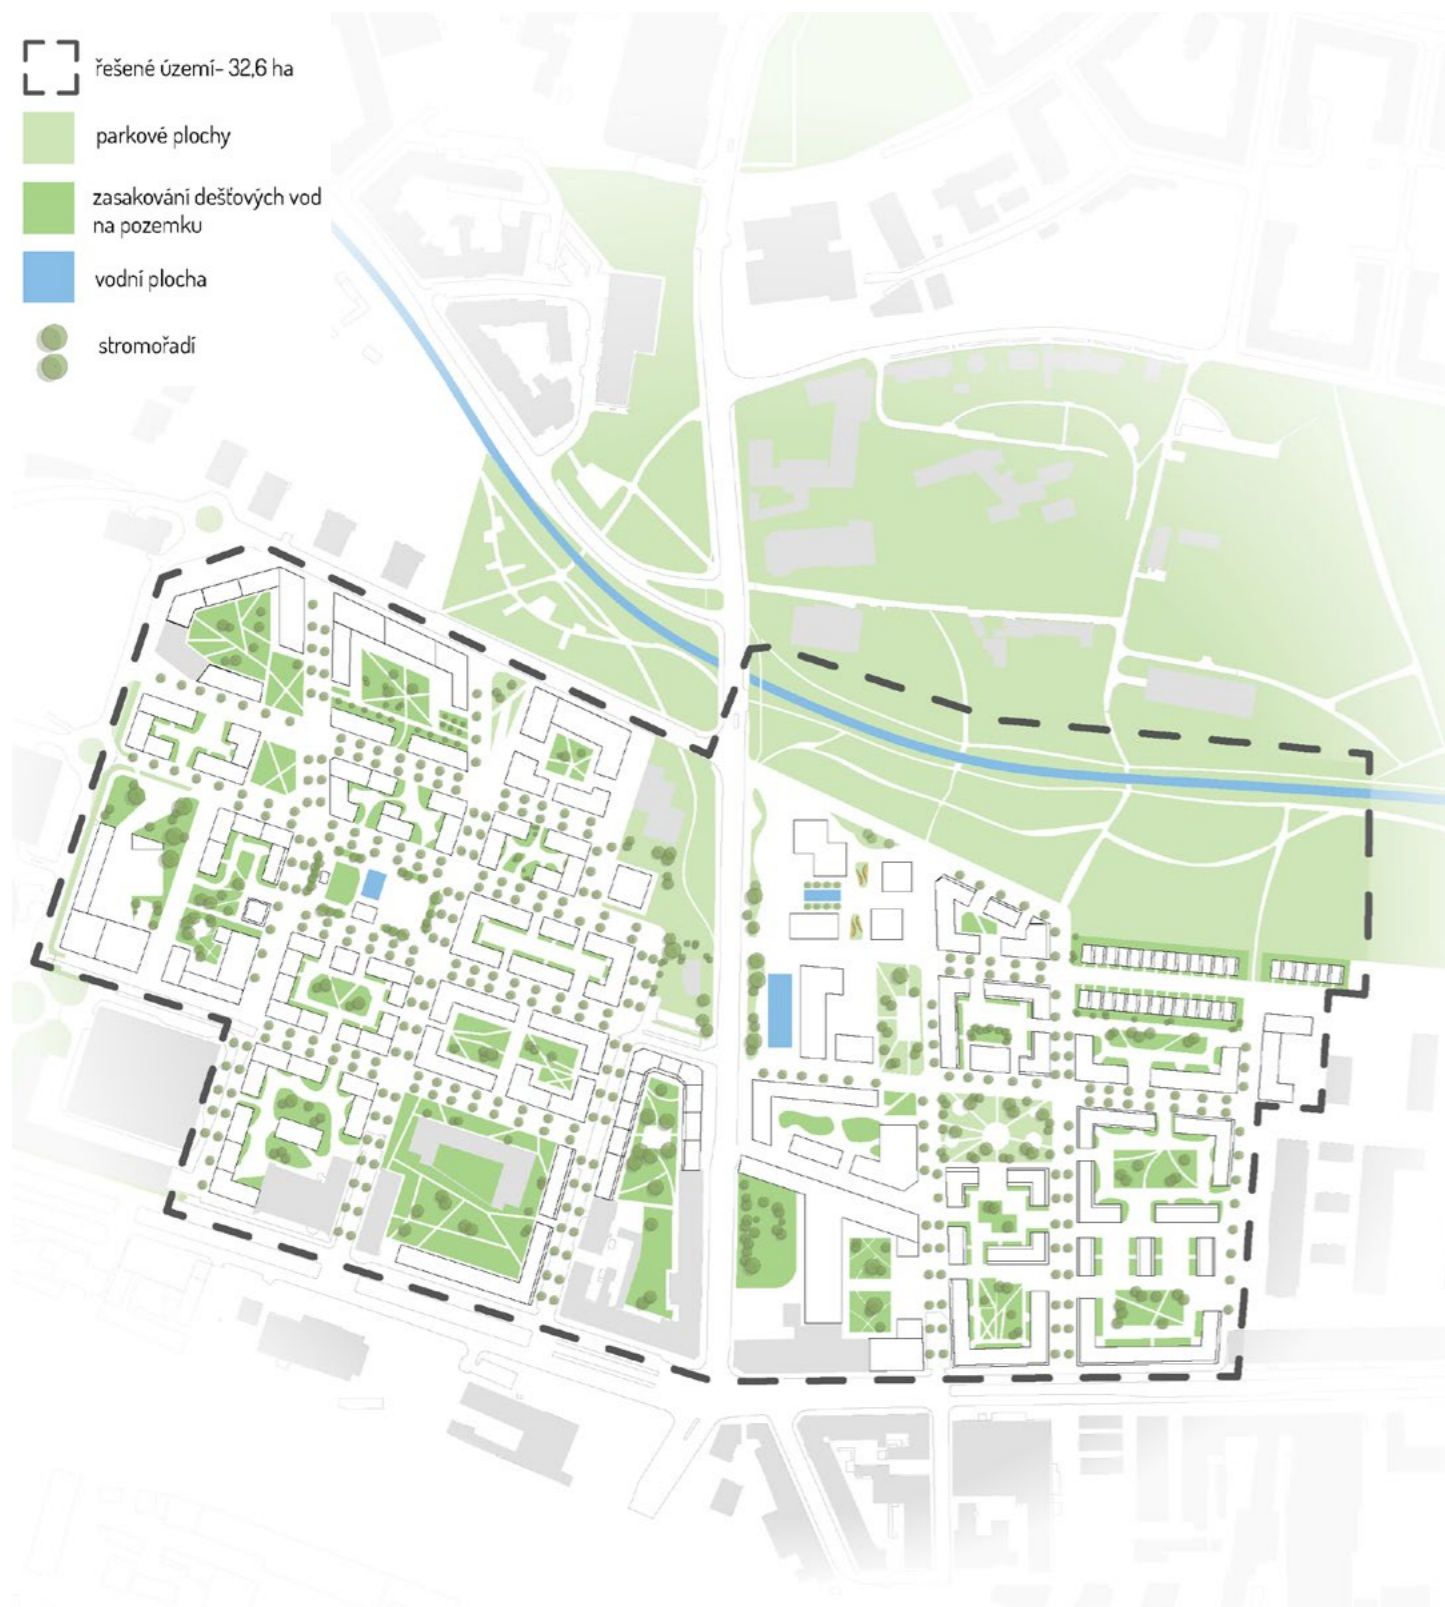 řešené území- 32,6 ha
parkové plochy
zasakování dešťových vod
na pozemku
vodní plocha
stromořadí